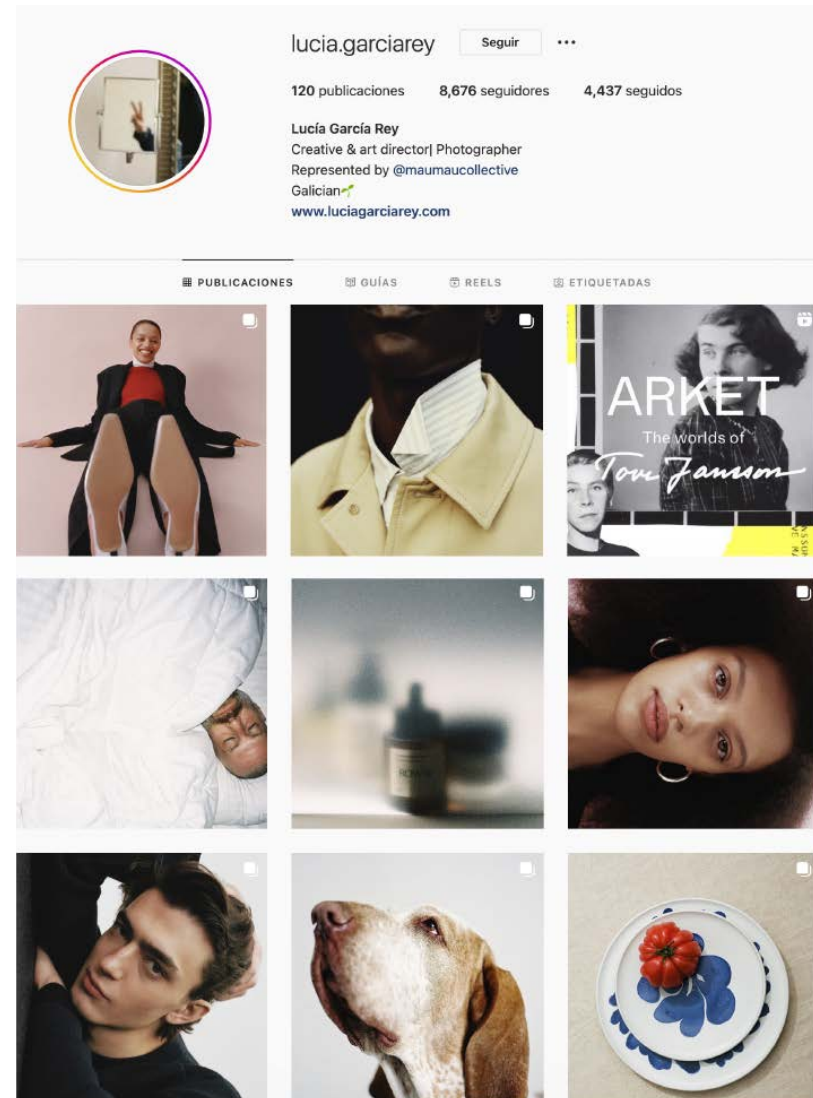 lucia.garciarey Seguir
120 publicaciones 8,676 seguidores 4,437 seguidos
Lucía García Rey
Creative & art director| Photographer
Represented by @maumaucollective
Galician
www.luciagarciarey.com
PUBLICACIONES GUÍAS REELS ETIQUETADAS
ARKET
The worlds of
Tove Jansson